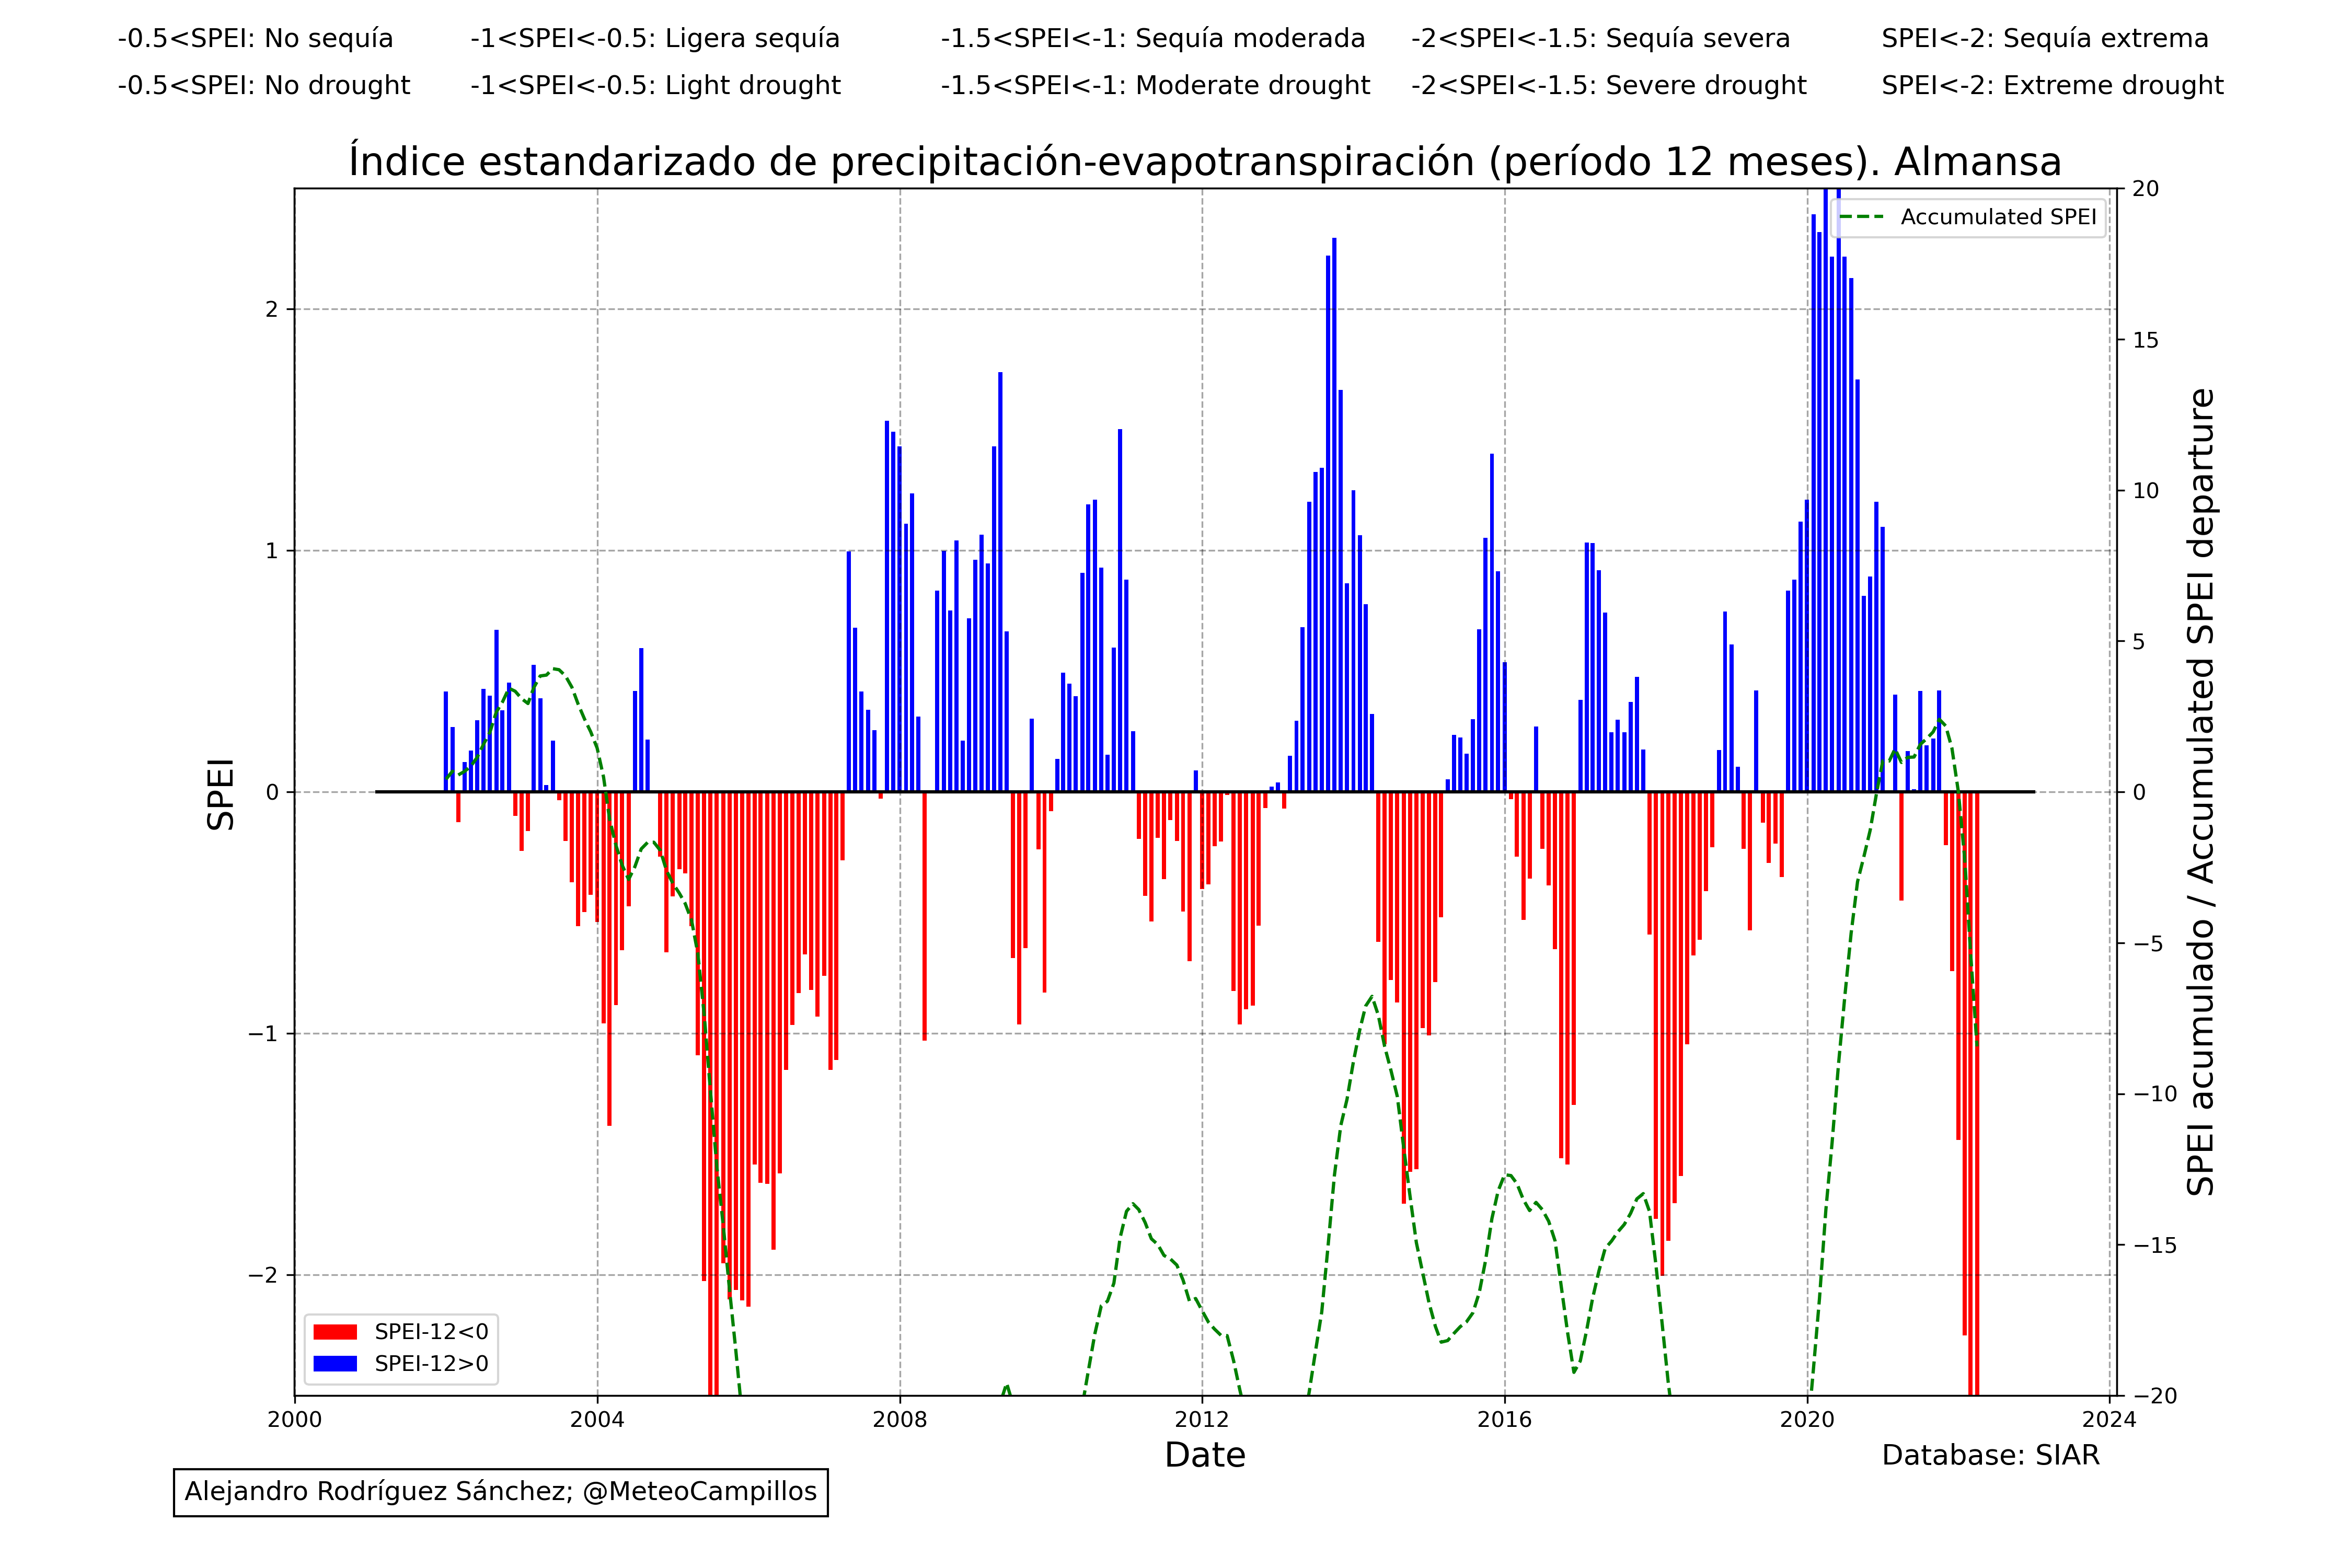 -0.5<SPEI: No sequía -1<SPEI<-0.5: Ligera sequía -1.5<SPEI<-1: Sequía moderada -2<SPEI<-1.5: Sequía severa SPEI<-2: Sequía extrema
-0.5<SPEI: No drought -1<SPEI<-0.5: Light drought -1.5<SPEI<-1: Moderate drought -2<SPEI<-1.5: Severe drought SPEI<-2: Extreme drought
Índice estandarizado de precipitación-evapotranspiración (período 12 meses). Almansa
SPEI
2
1
0
−1
−2
Accumulated SPEI
20
15
10
5
0
−5
−10
−15
−20
SPEI acumulado / Accumulated SPEI departure
SPEI-12<0
SPEI-12>0
2000 2004 2008 2012 2016 2020 2024
Date
Database: SIAR
Alejandro Rodríguez Sánchez; @MeteoCampillos